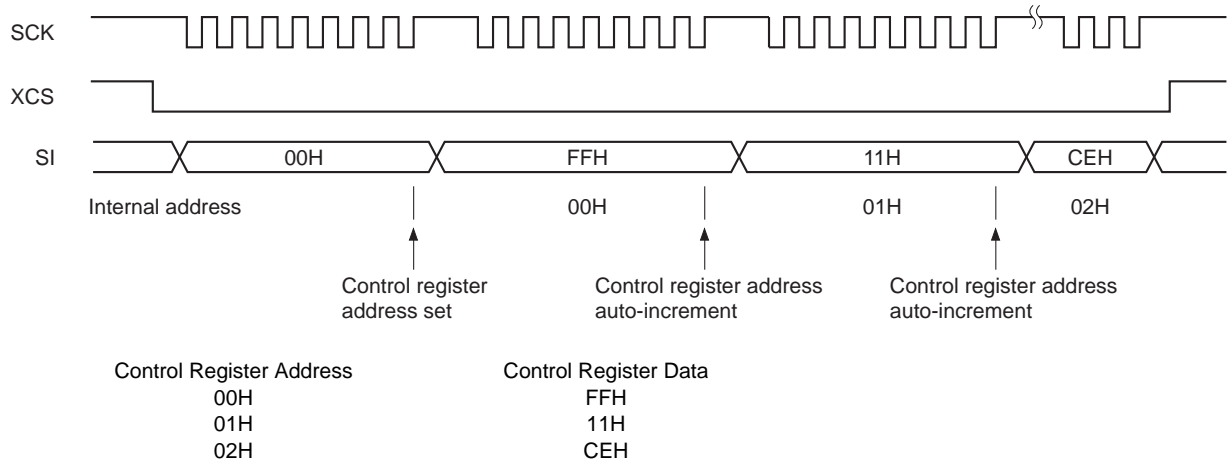 SCK
XCS
SI 00H FFH 11H CEH
Internal address 00H 01H 02H
Control register address set
Control register address auto-increment
Control register address auto-increment
Control Register Address Control Register Data
00H FFH
01H 11H
02H CEH